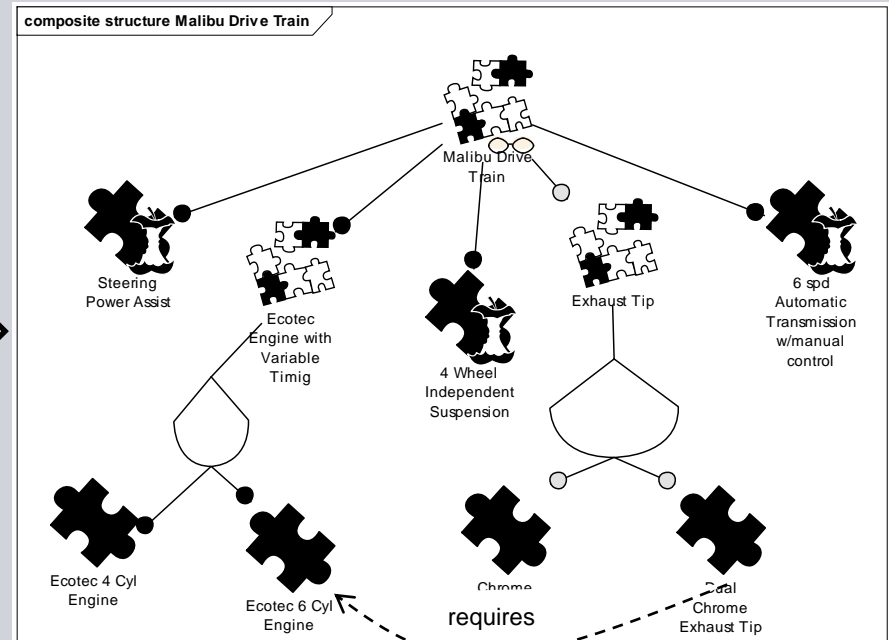 composite structure Malibu Drive Train
Malibu Drive
Train
Steering
Power Assist
Ecotec
Engine with
Variable
Timig
4 Wheel
Independent
Suspension
Exhaust Tip
6 spd
Automatic
Transmission
w/manual
control
Ecotec 4 Cyl
Engine
Ecotec 6 Cyl
Engine
Chrome
Dual
Chrome
Exhaust Tip
requires